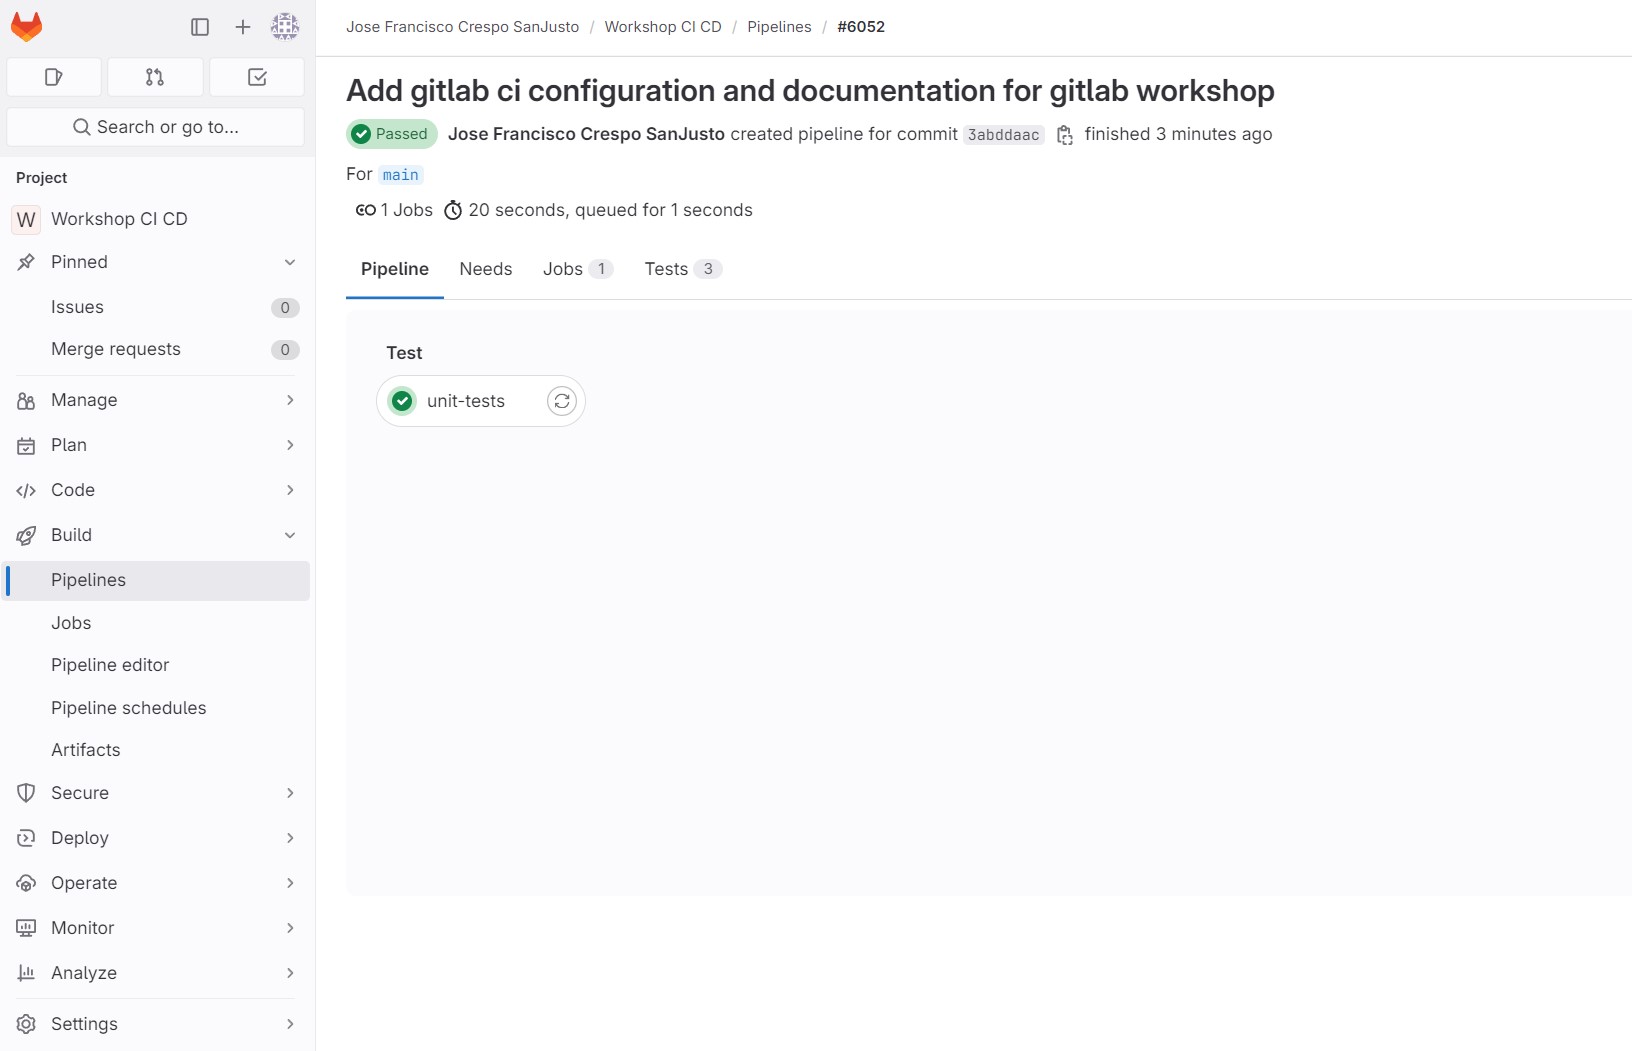 Jose Francisco Crespo SanJusto / Workshop CI CD / Pipelines / #6052
Search or go to...
Project
W Workshop CI CD
Pinned
Issues 0
Merge requests 0
Manage
Plan
Code
Build
Pipelines
Jobs
Pipeline editor
Pipeline schedules
Artifacts
Secure
Deploy
Operate
Monitor
Analyze
Settings
Add gitlab ci configuration and documentation for gitlab workshop
Passed Jose Francisco Crespo SanJusto created pipeline for commit 3abddaac finished 3 minutes ago
For main
1 Jobs 20 seconds, queued for 1 seconds
Pipeline Needs Jobs 1 Tests 3
Test
unit-tests